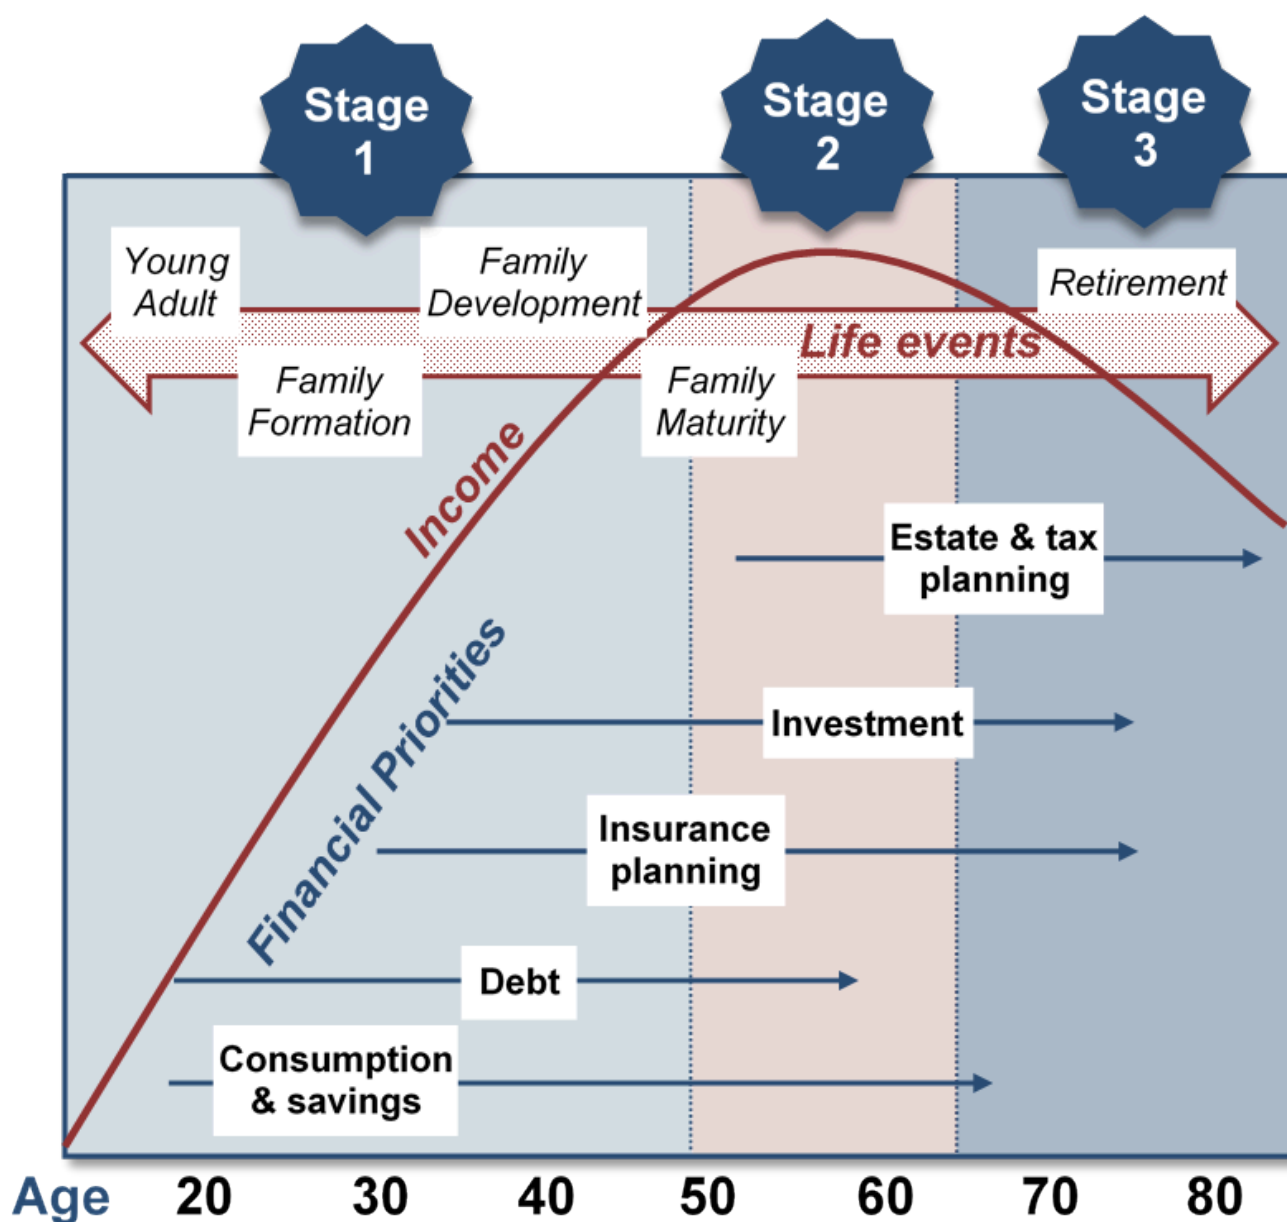 Stage
1
Stage
2
Stage
3
Young
Adult
Family
Development
Retirement
Life events
Family
Formation
Family
Maturity
Income
Estate & tax
planning
Financial Priorities
Investment
Insurance
planning
Debt
Consumption
& savings
Age 20 30 40 50 60 70 80